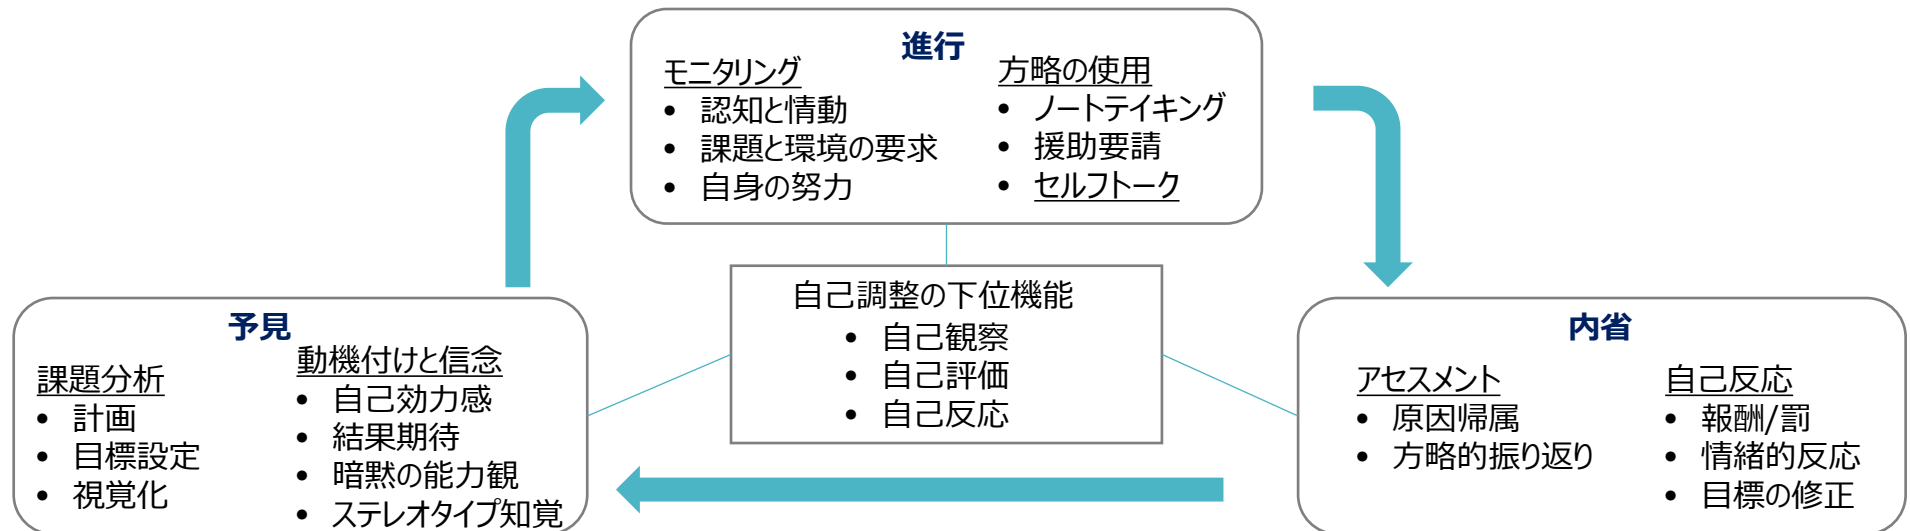 進行
モニタリング
• 認知と情動
• 課題と環境の要求
• 自身の努力
方略の使用
• ノートテイキング
• 援助要請
• セルフトーク
自己調整の下位機能
• 自己観察
• 自己評価
• 自己反応
予見
課題分析
• 計画
• 目標設定
• 視覚化
動機付けと信念
• 自己効力感
• 結果期待
• 暗黙の能力観
• ステレオタイプ知覚
内省
アセスメント
• 原因帰属
• 方略的振り返り
自己反応
• 報酬/罰
• 情緒的反応
• 目標の修正